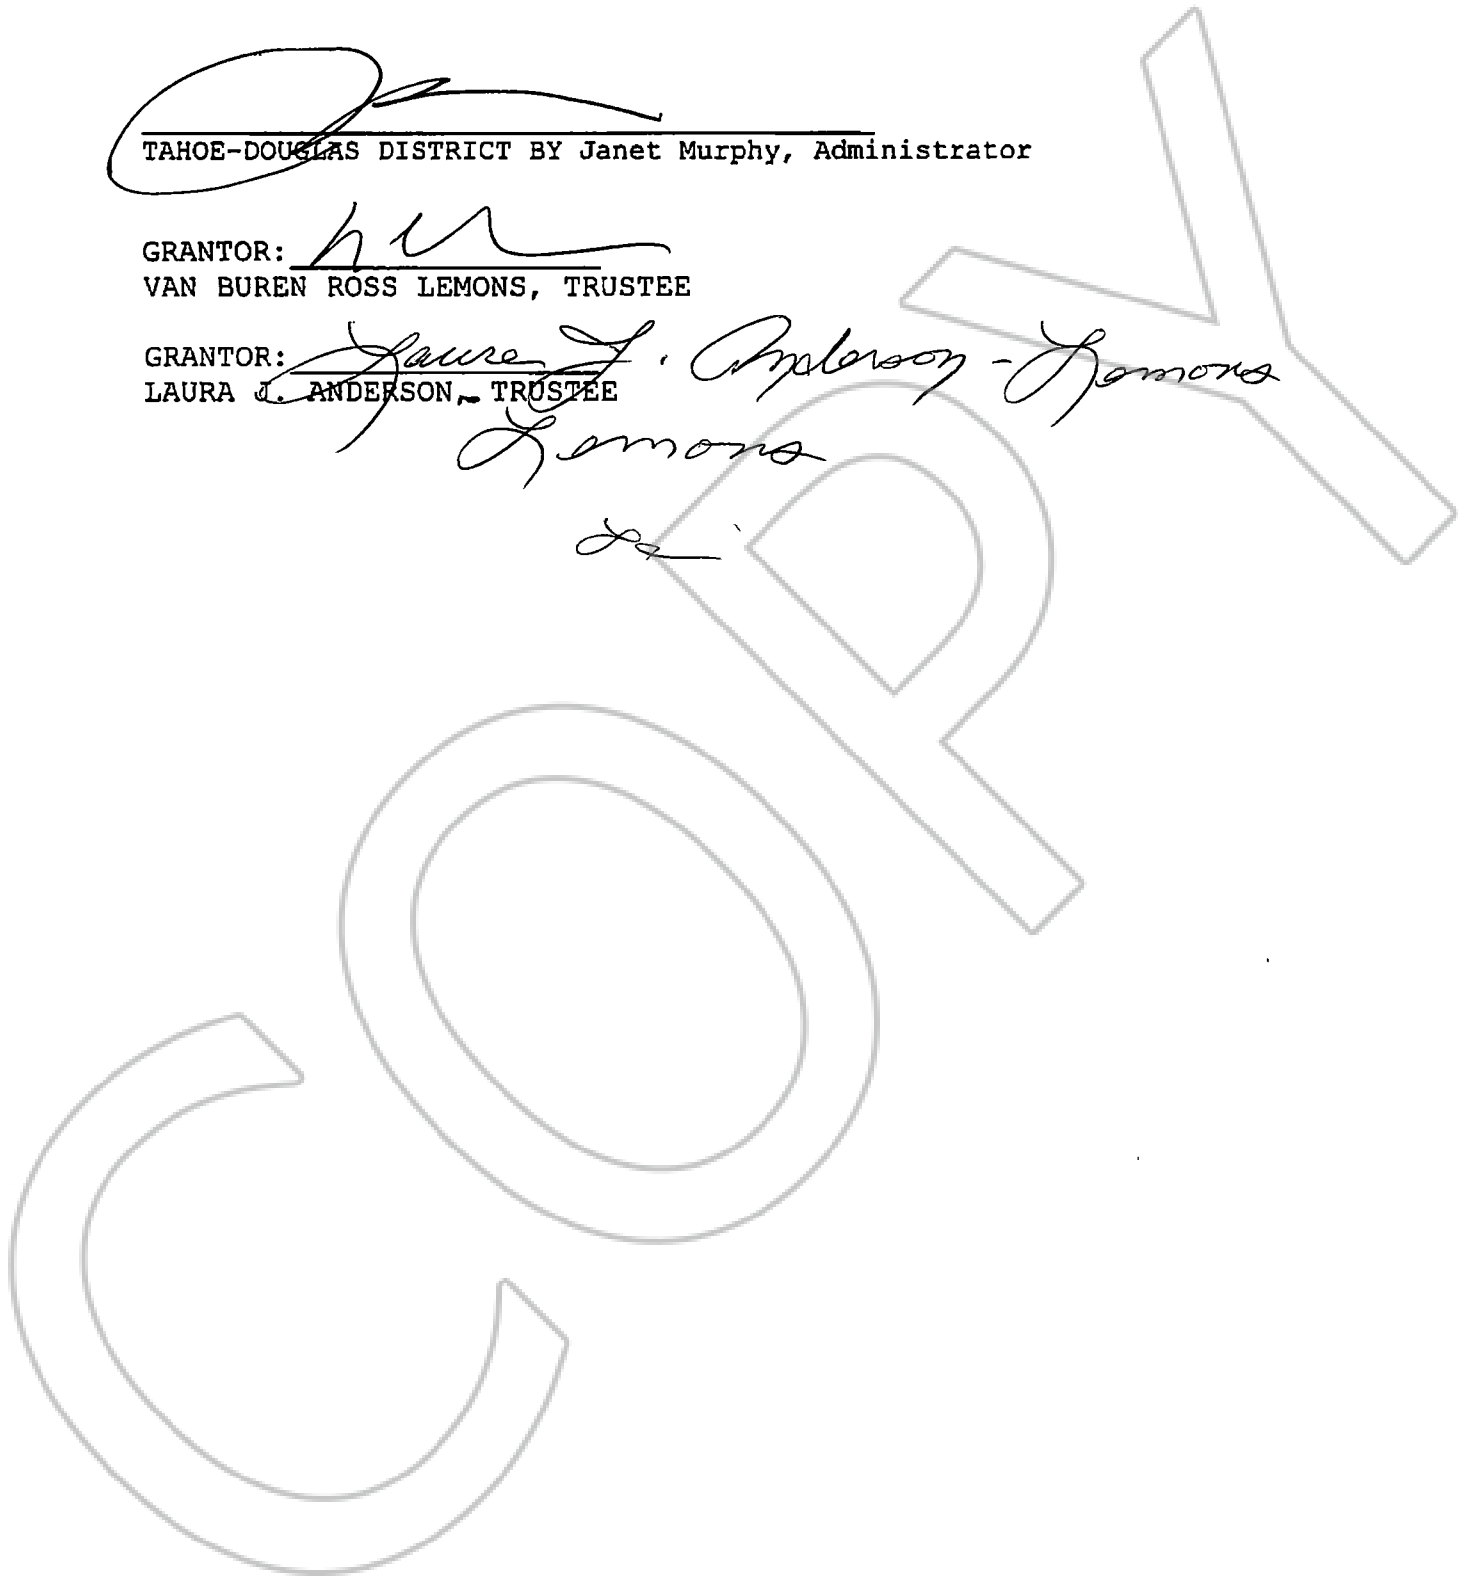 TAHOE-DOUGLAS DISTRICT BY Janet Murphy, Administrator
GRANTOR:
VAN BUREN ROSS LEMONS, TRUSTEE
GRANTOR: Laura J. Anderson-Lemons
LAURA J. ANDERSON- TRUSTEE
Lemons
COPY